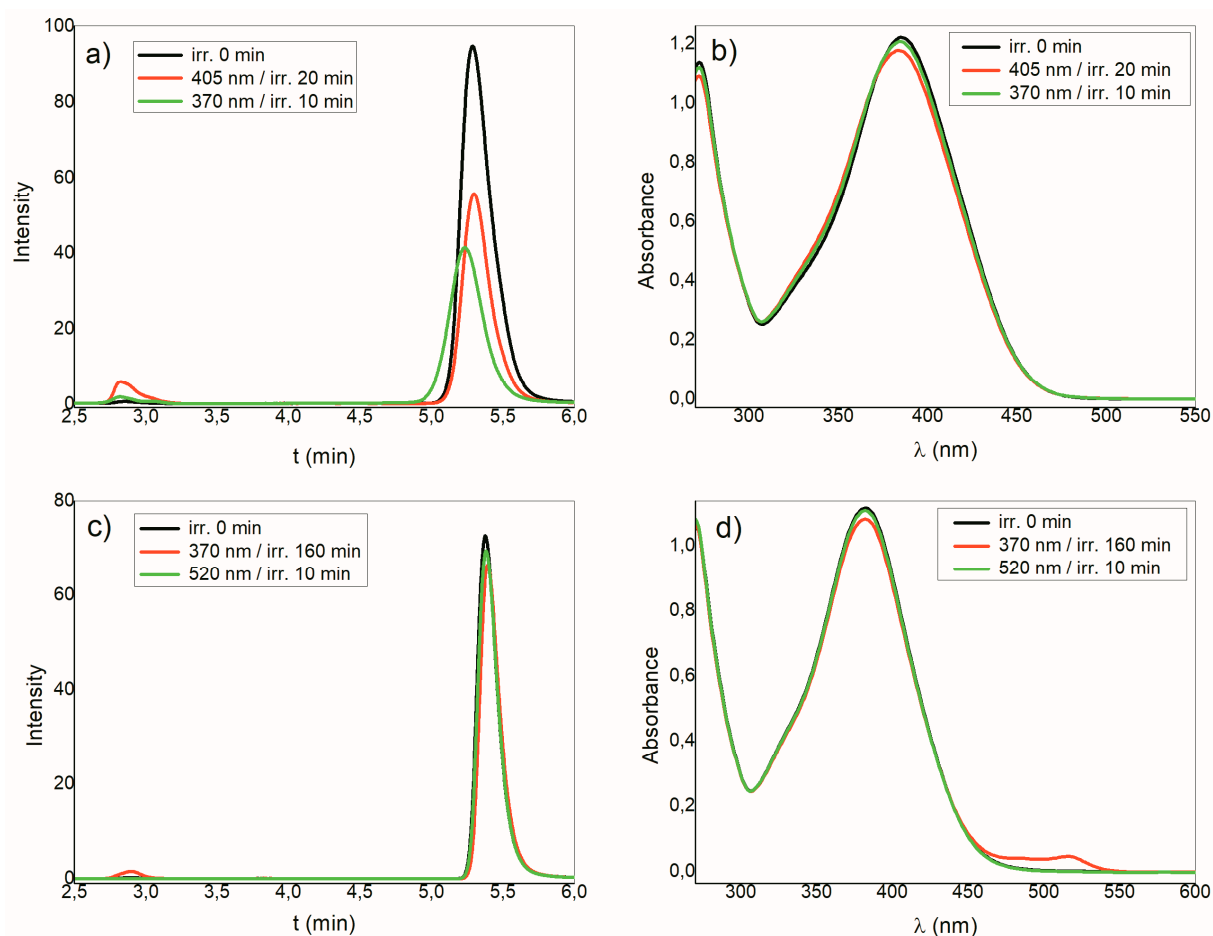 a)
irr. 0 min
405 nm / irr. 20 min
370 nm / irr. 10 min
100
80
60
40
20
0
Intensity
2,5 3,0 3,5 4,0 4,5 5,0 5,5 6,0
t (min)
b)
irr. 0 min
405 nm / irr. 20 min
370 nm / irr. 10 min
1,2
1,0
0,8
0,6
0,4
0,2
0,0
Absorbance
300 350 400 450 500 550
λ (nm)
c)
irr. 0 min
370 nm / irr. 160 min
520 nm / irr. 10 min
80
60
40
20
0
Intensity
2,5 3,0 3,5 4,0 4,5 5,0 5,5 6,0
t (min)
d)
irr. 0 min
370 nm / irr. 160 min
520 nm / irr. 10 min
1,0
0,8
0,6
0,4
0,2
0,0
Absorbance
300 350 400 450 500 550 600
λ (nm)